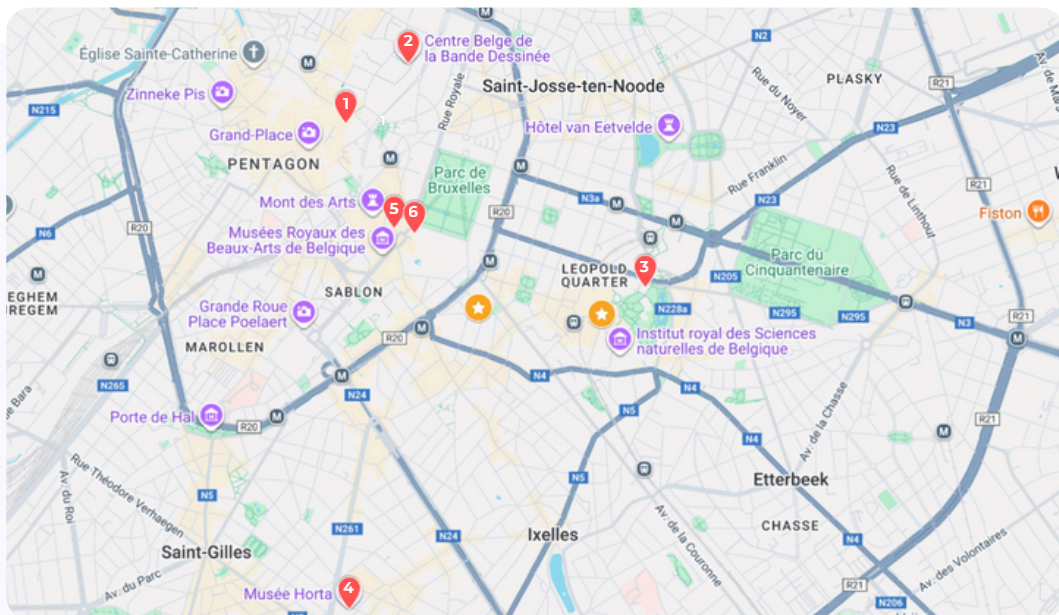 2
Centre Belge de
la Bande Dessinée
M
N2
Église Sainte-Catherine
M
Rue Royale
Saint-Josse-ten-Noode
PLASKY
R21
Zinneke Pis
Rue du Noyer
N215
1
Grand-Place
Hôtel van Eetvelde
N23
PENTAGON
M
Parc de
Bruxelles
M
Rue Franklin
R21
Rue de Linthout
Mont des Arts
5
6
R20
N3a
M
M
N23
Fiston
N6
R20
Musées Royaux des
Beaux-Arts de Belgique
Parc du
Cinquantenaire
M
M
3
LEOPOLD
QUARTER
N205
SABLON
N228a
N295
N295
Grande Roue
Place Poelaert
R21
N3
M
R20
M
Institut royal des Sciences
naturelles de Belgique
MAROLLEN
N265
M
N24
N4
N4
Porte de Hal
R20
M
N5
Av. de la Chasse
R21
M
N4
Rue Théodore Verhaegen
Av. du Roi
N5
N5
Etterbeek
N261
N24
Ixelles
CHASSE
Av. de la Couronne
N4
Saint-Gilles
Av. des Volontaires
Av. du Parc
Musée Horta
4
R21
N206